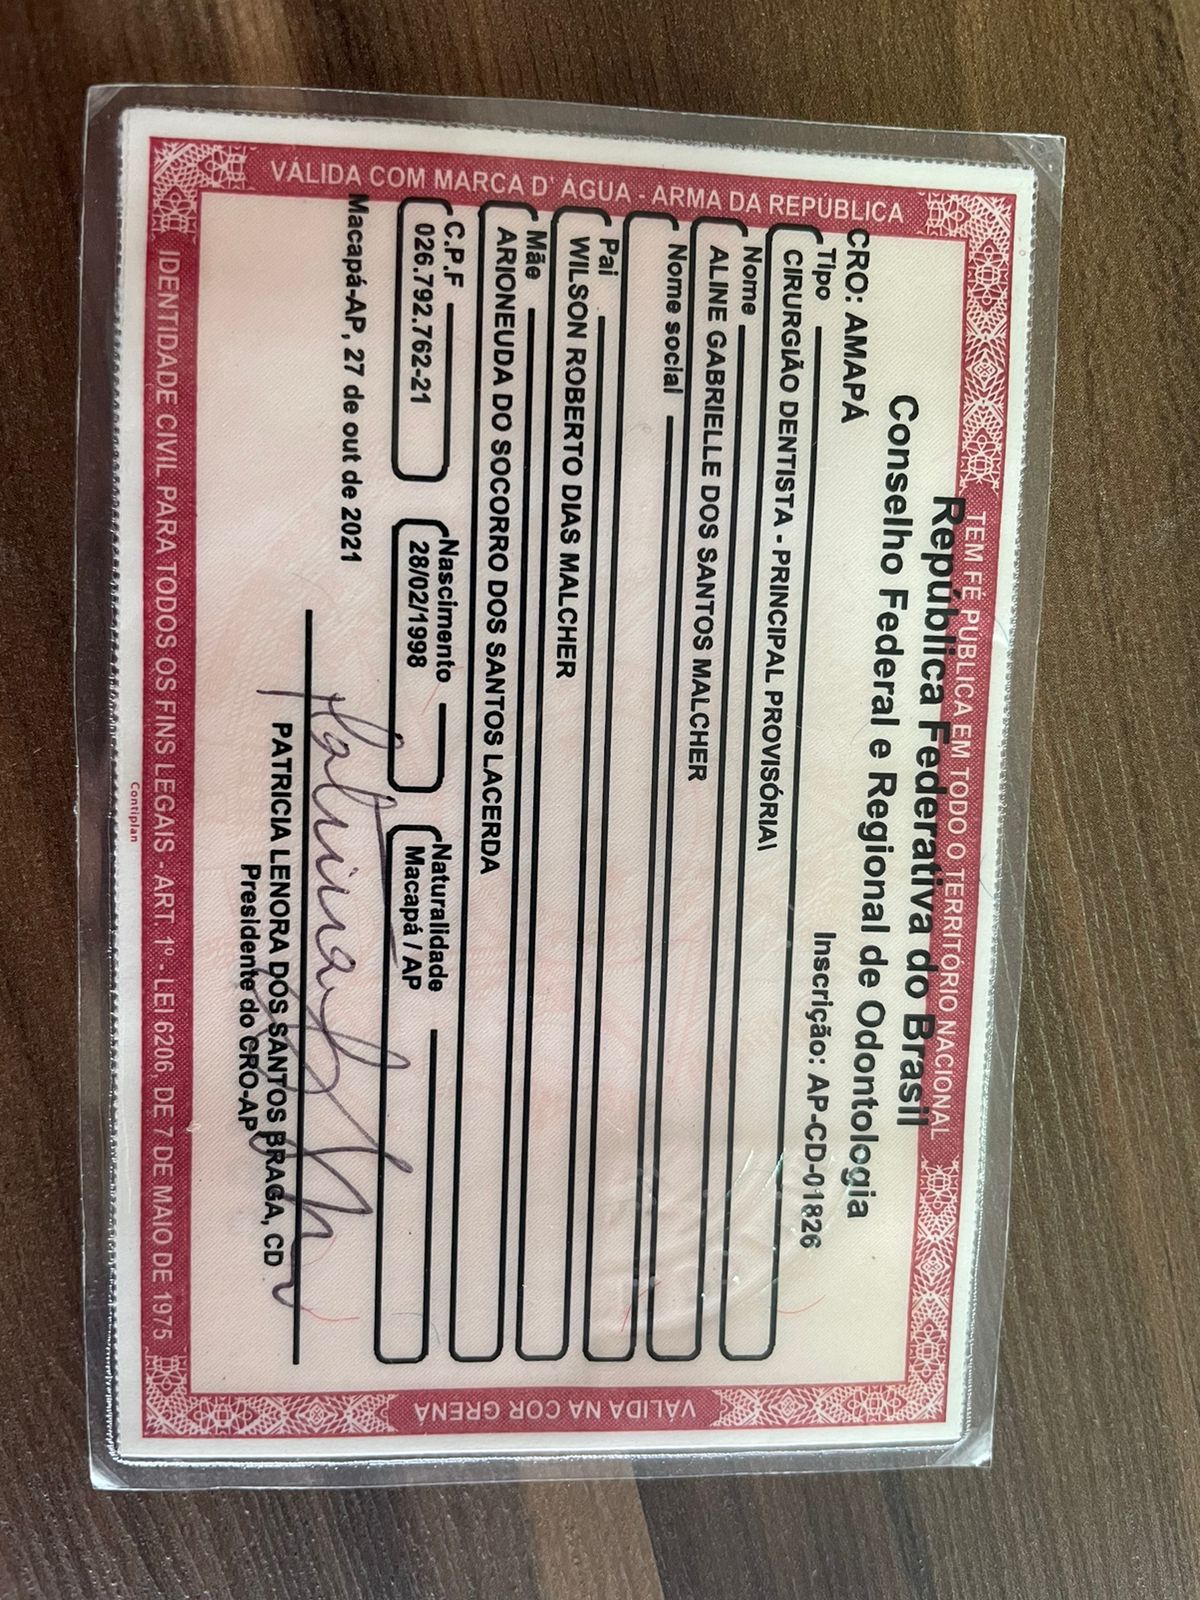 VÁLIDA COM MARCA D' ÁGUA - ARMA DA REPUBLICA
TEM FÉ PUBLICA EM TODO O TERRITÓRIO NACIONAL
República Federativa do Brasil
Conselho Federal e Regional de Odontologia
CRO: AMAPÁ
Inscrição: AP-CD-01826
Tipo
CIRURGIÃO DENTISTA - PRINCIPAL PROVISÓRIAI
Nome
ALINE GABRIELLE DOS SANTOS MALCHER
Nome social
Pai
WILSON ROBERTO DIAS MALCHER
Mãe
ARIONEUDA DO SOCORRO DOS SANTOS LACERDA
C.P.F Nascimento Naturalidade
026.792.762-21 28/02/1998 Macapá / AP
Macapá-AP, 27 de out de 2021
PATRICIA LENORA DOS SANTOS BRAGA, CD
Presidente do CRO-AP
VÁLIDA NA COR GRENÁ
IDENTIDADE CIVIL PARA TODOS OS FINS LEGAIS - ART. 1º - LEI 6206 DE 7 DE MAIO DE 1975
Contiplan